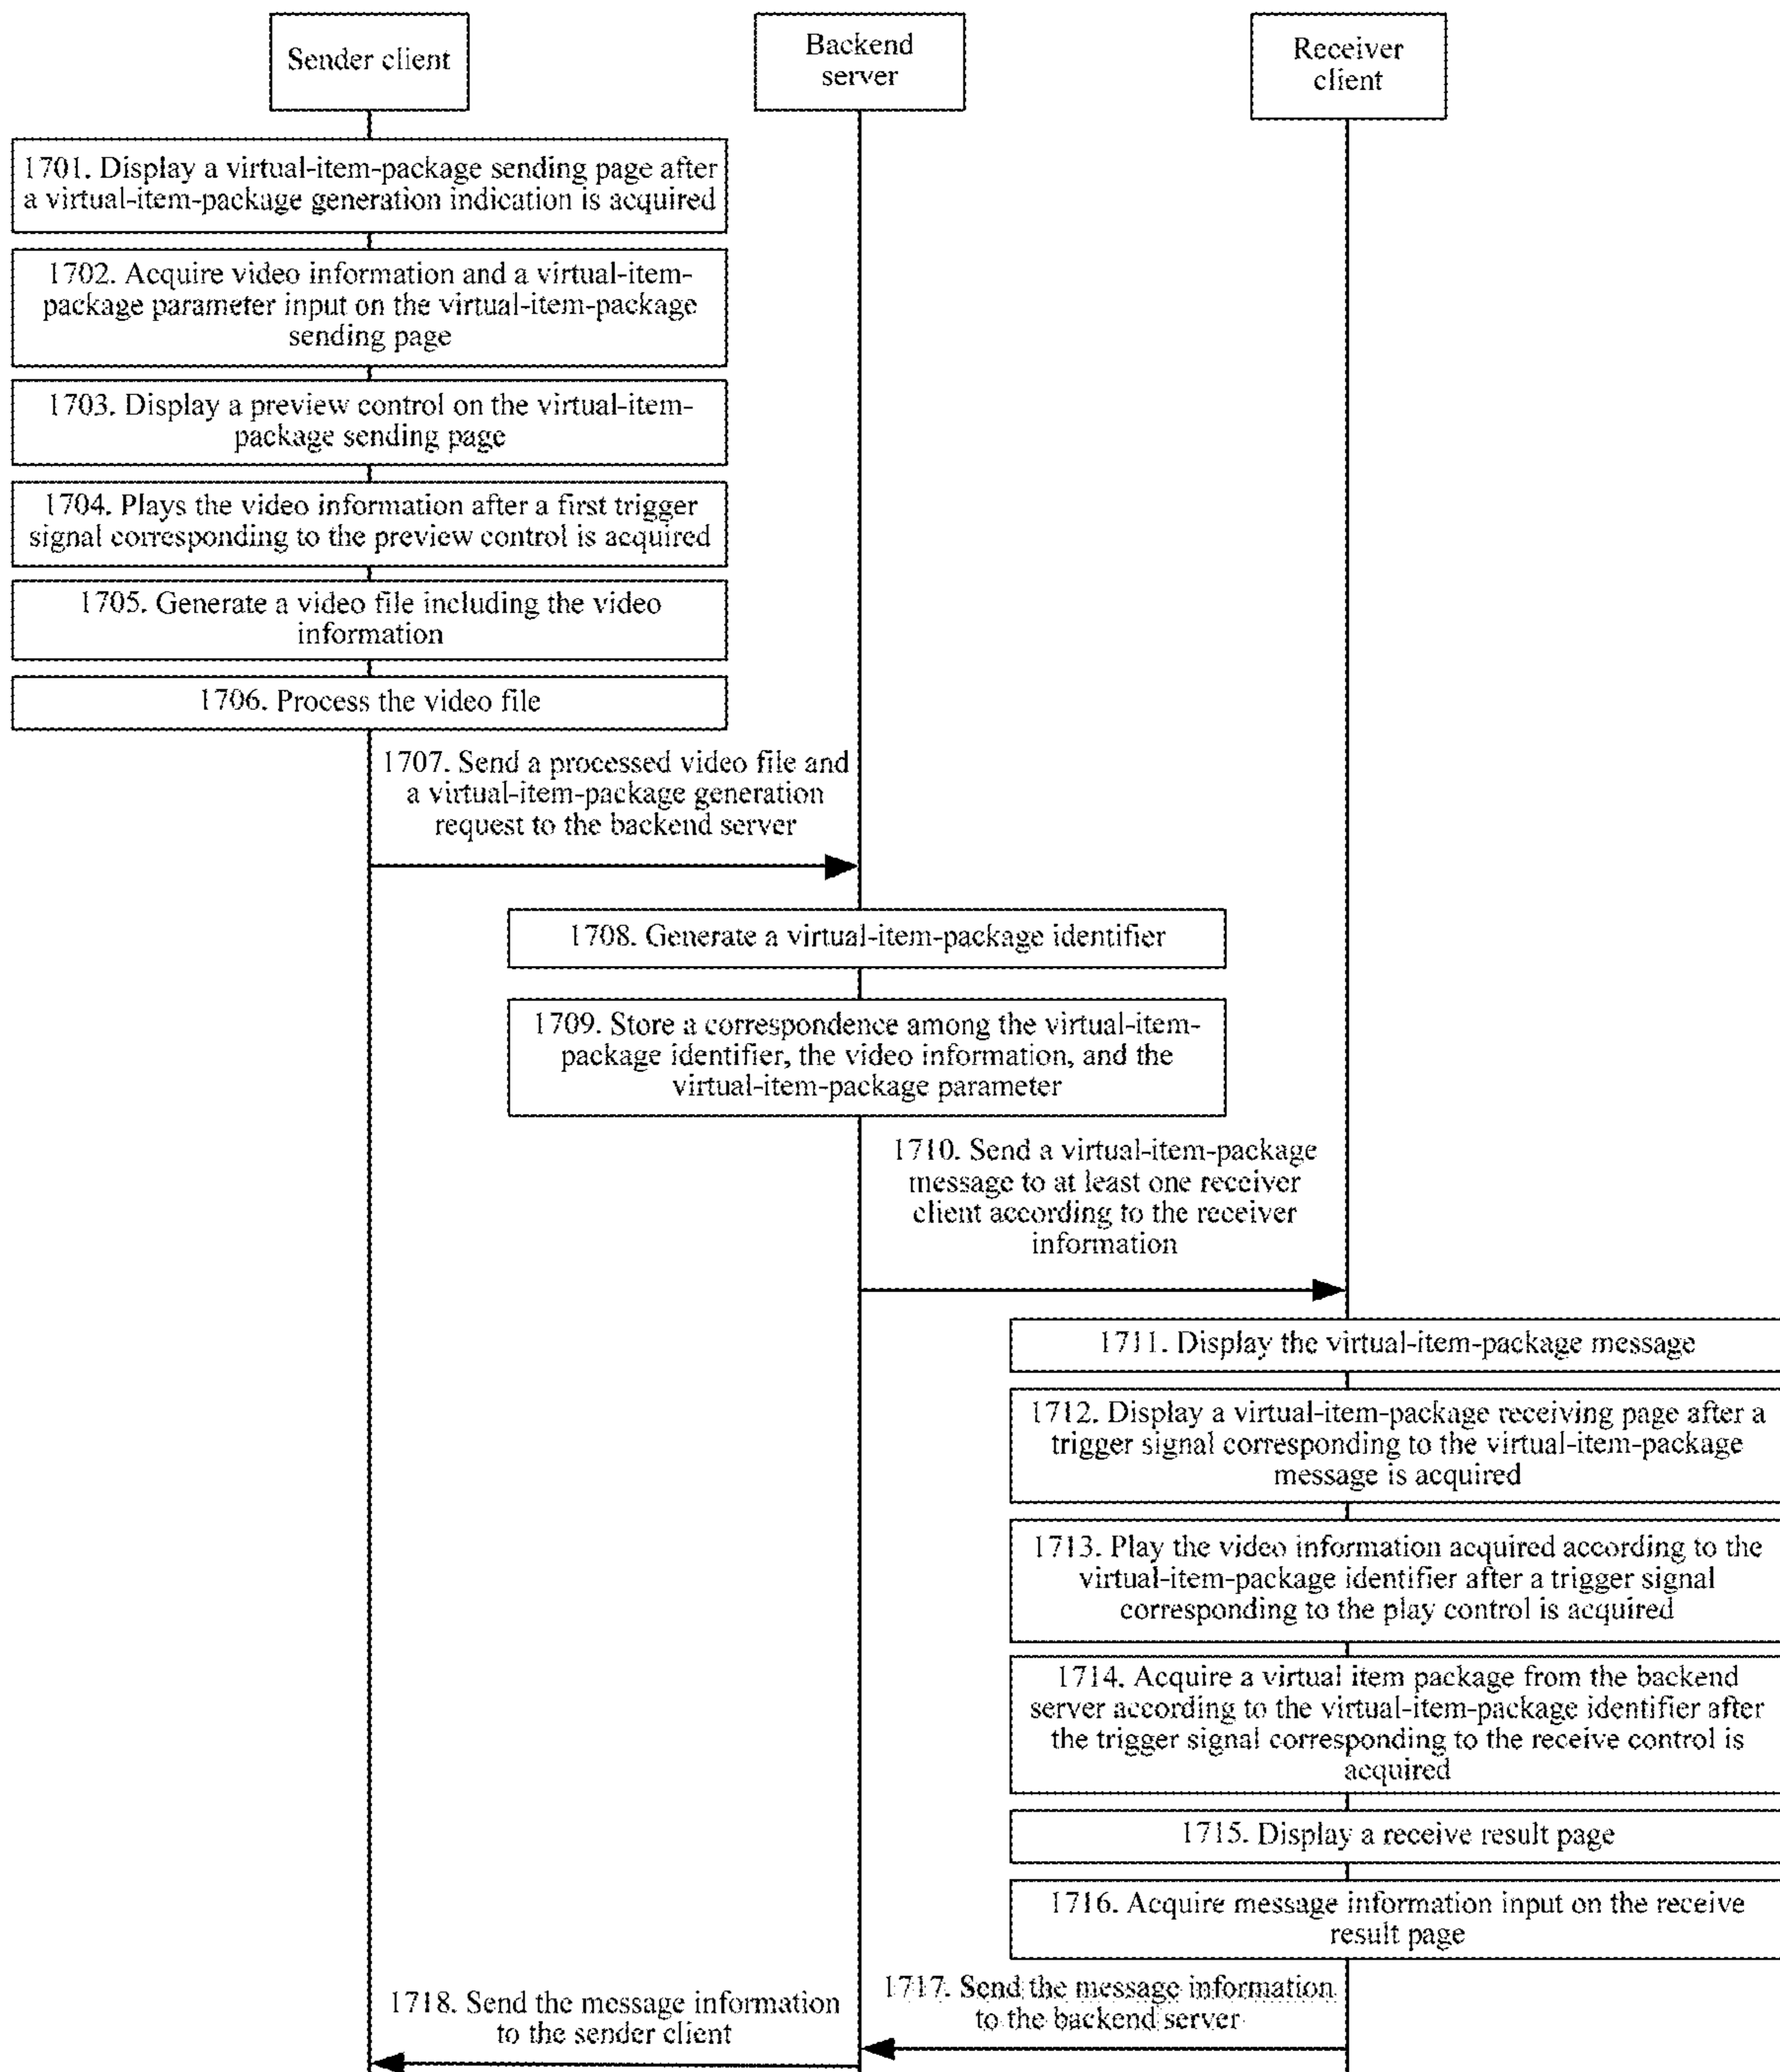 Sender client
Backend
server
Receiver
client
1701. Display a virtual-item-package sending page after
a virtual-item-package generation indication is acquired
1702. Acquire video information and a virtual-item-
package parameter input on the virtual-item-package
sending page
1703. Display a preview control on the virtual-item-
package sending page
1704. Plays the video information after a first trigger
signal corresponding to the preview control is acquired
1705. Generate a video file including the video
information
1706. Process the video file
1707. Send a processed video file and
a virtual-item-package generation
request to the backend server
1708. Generate a virtual-item-package identifier
1709. Store a correspondence among the virtual-item-
package identifier, the video information, and the
virtual-item-package parameter
1710. Send a virtual-item-package
message to at least one receiver
client according to the receiver
information
1711. Display the virtual-item-package message
1712. Display a virtual-item-package receiving page after a
trigger signal corresponding to the virtual-item-package
message is acquired
1713. Play the video information acquired according to the
virtual-item-package identifier after a trigger signal
corresponding to the play control is acquired
1714. Acquire a virtual item package from the backend
server according to the virtual-item-package identifier after
the trigger signal corresponding to the receive control is
acquired
1715. Display a receive result page
1716. Acquire message information input on the receive
result page
1717. Send the message information
to the backend server
1718. Send the message information
to the sender client